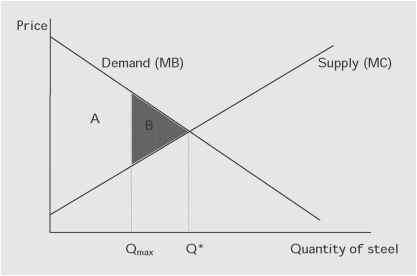 Price
Demand (MB)
Supply (MC)
A
B
Qmax
Q*
Quantity of steel